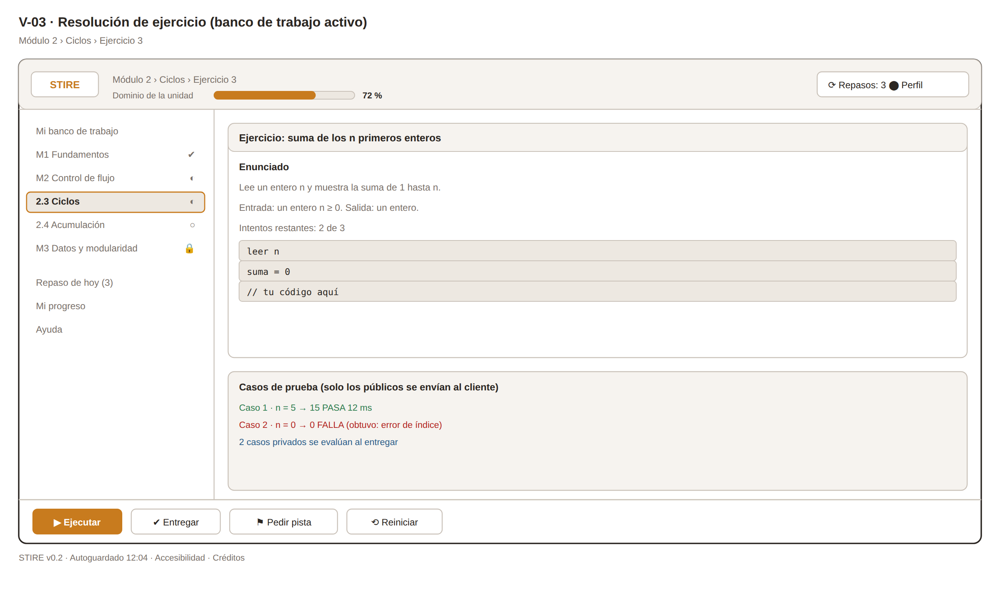 V-03 · Resolución de ejercicio (banco de trabajo activo)
Módulo 2 › Ciclos › Ejercicio 3
STIRE
Módulo 2 › Ciclos › Ejercicio 3
Dominio de la unidad 72 %
⟳ Repasos: 3 ⬤ Perfil
Mi banco de trabajo
M1 Fundamentos ✔
M2 Control de flujo ◐
2.3 Ciclos ◐
2.4 Acumulación ○
M3 Datos y modularidad 🔒
Repaso de hoy (3)
Mi progreso
Ayuda
Ejercicio: suma de los n primeros enteros
Enunciado
Lee un entero n y muestra la suma de 1 hasta n.
Entrada: un entero n ≥ 0. Salida: un entero.
Intentos restantes: 2 de 3
leer n
suma = 0
// tu código aquí
Casos de prueba (solo los públicos se envían al cliente)
Caso 1 · n = 5 → 15 PASA 12 ms
Caso 2 · n = 0 → 0 FALLA (obtuvo: error de índice)
2 casos privados se evalúan al entregar
▶ Ejecutar
✔ Entregar
⚑ Pedir pista
⟲ Reiniciar
STIRE v0.2 · Autoguardado 12:04 · Accesibilidad · Créditos